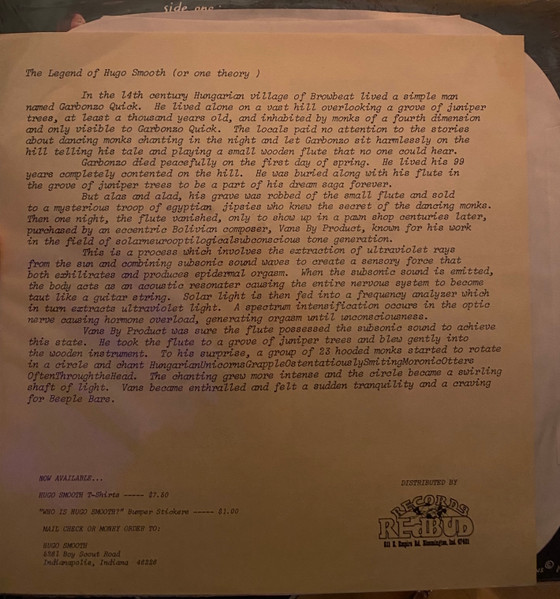 side one:
The Legend of Hugo Smooth (or one theory )
In the 14th century Hungarian village of Browbeat lived a simple man
named Garbonzo Quick. He lived alone on a vast hill overlooking a grove of juniper
trees, at least a thousand years old, and inhabited by monks of a fourth dimension
and only visible to Garbonzo Quick. The locals paid no attention to the stories
about dancing monks chanting in the night and let Garbonzo sit harmlessly on the
hill telling his tale and playing a small wooden flute that no one could hear.
Garbonzo died peacefully on the first day of spring. He lived his 99
years completely contented on the hill. He was buried along with his flute in
the grove of juniper trees to be a part of his dream saga forever.
But alas and alad, his grave was robbed of the small flute and sold
to a mysterious troop of egyptian jipsies who knew the secret of the dancing monks.
Then one night, the flute vanished, only to show up in a pawn shop centuries later,
purchased by an eccentric Bolivian composer, Vans By Product, known for his work
in the field of solarneurooptilogicalsubconscious tone generation.
This is a process which involves the extraction of ultraviolet rays
from the sun and combining subsonic sound waves to create a sensory force that
both exhilirates and produces epidermal orgasm. When the subsonic sound is emitted,
the body acts as an acoustic resonater causing the entire nervous system to become
taut like a guitar string. Solar light is then fed into a frequency analyzer which
in turn extracts ultraviolet light. A spectrum intensification occurs in the optic
nerve causing hormone overload, generating orgasm until unconsciousness.
Vans By Product was sure the flute possessed the subsonic sound to achieve
this state. He took the flute to a grove of juniper trees and blew gently into
the wooden instrument. To his surprise, a group of 23 hooded monks started to rotate
in a circle and chant HungarianUnicornsGrappleOstentatiouslySmitingMoronicOtters
OftenThroughtheHead. The chanting grew more intense and the circle became a swirling
shaft of light. Vans became enthralled and felt a sudden tranquility and a craving
for Beeple Bars.
NOW AVAILABLE...
HUGO SMOOTH T-Shirts ----- $7.50
"WHO IS HUGO SMOOTH?" Bumper Stickers ----- $1.00
MAIL CHECK OR MONEY ORDER TO:
HUGO SMOOTH
Boy Scout Road
Indianapolis, Indiana
DISTRIBUTED BY
RECORDS
REDBUD
611 E. Empire Rd. Bloomington, Ind. 47401